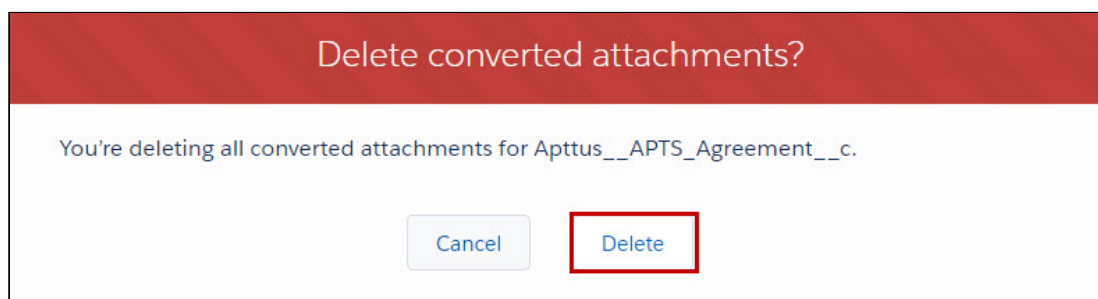 Delete converted attachments?
You're deleting all converted attachments for Apttus__APTS_Agreement__c.
Cancel
Delete